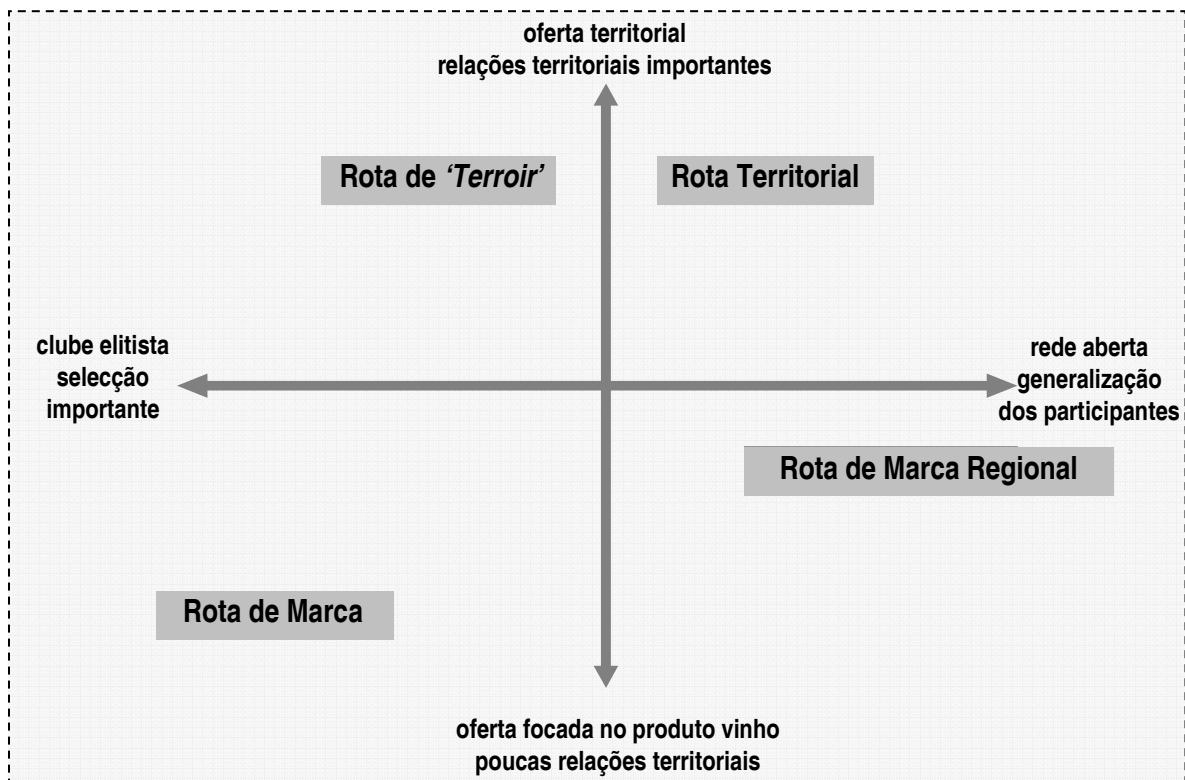 oferta territorial
relações territoriais importantes
Rota de ‘Terroir’
Rota Territorial
clube elitista
selecção
importante
rede aberta
generalização
dos participantes
Rota de Marca Regional
Rota de Marca
oferta focada no produto vinho
poucas relações territoriais